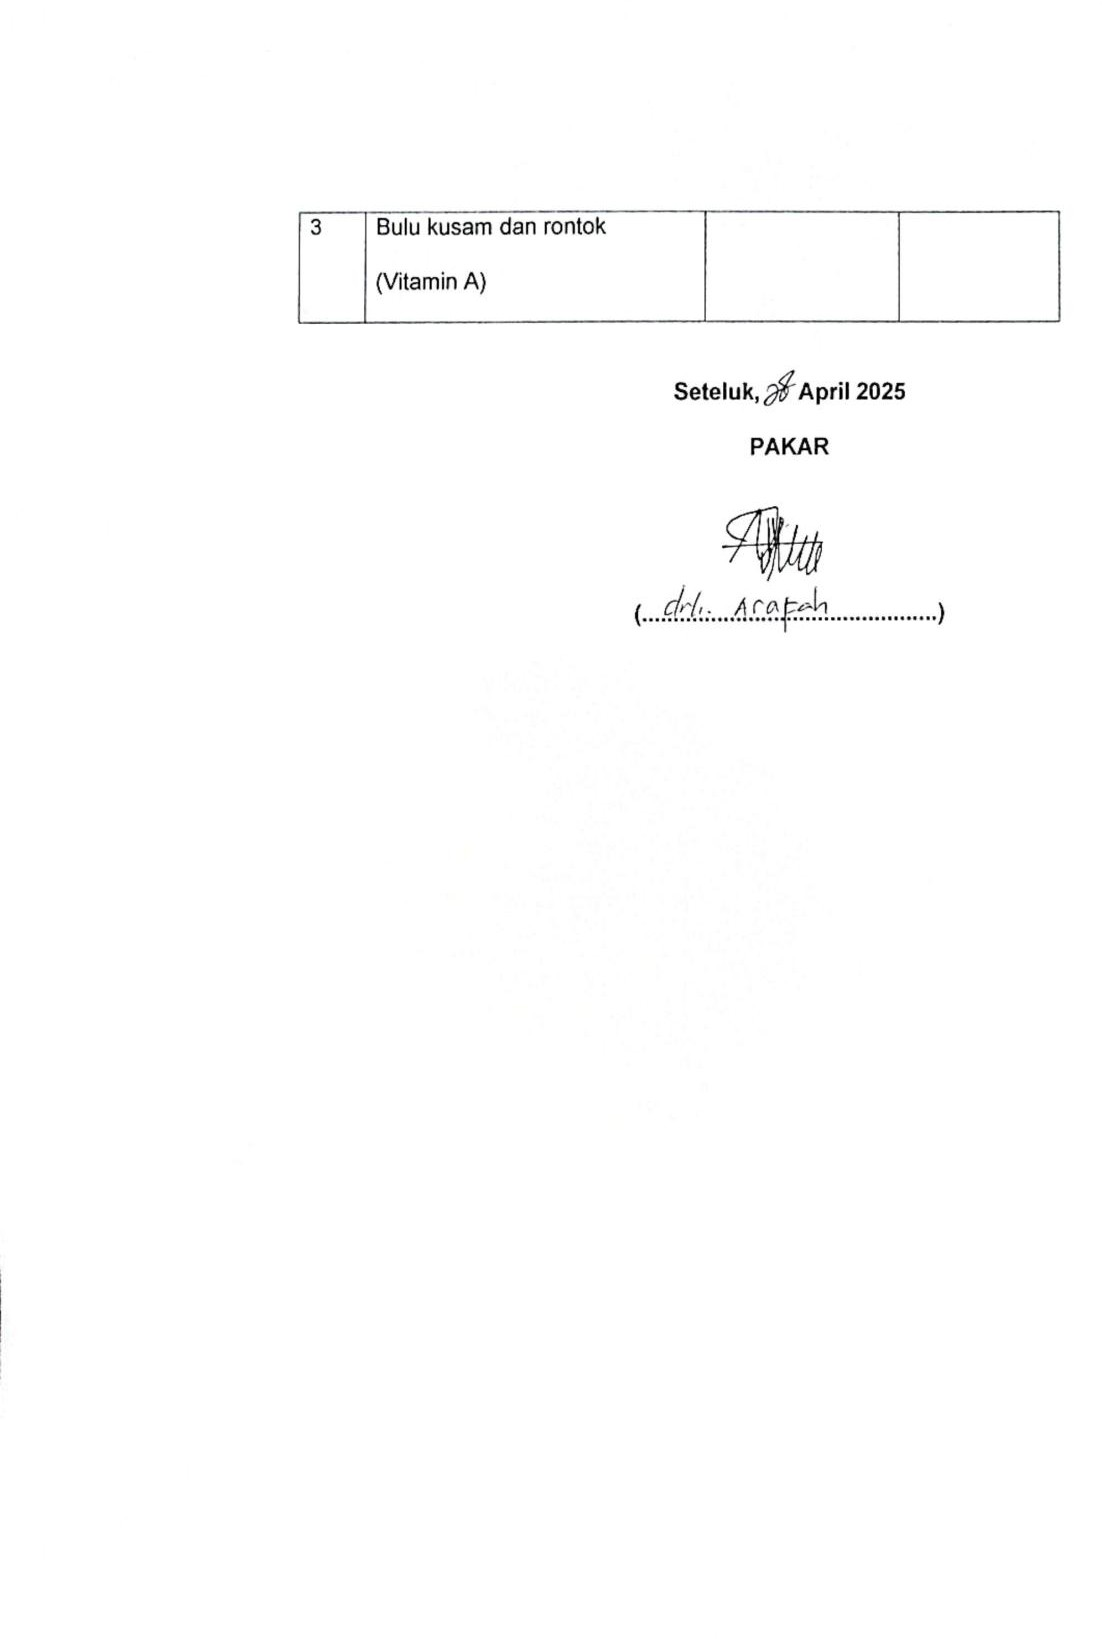 3 Bulu kusam dan rontok
(Vitamin A)
Seteluk, 28 April 2025
PAKAR
(... drh. Arafah ...................)